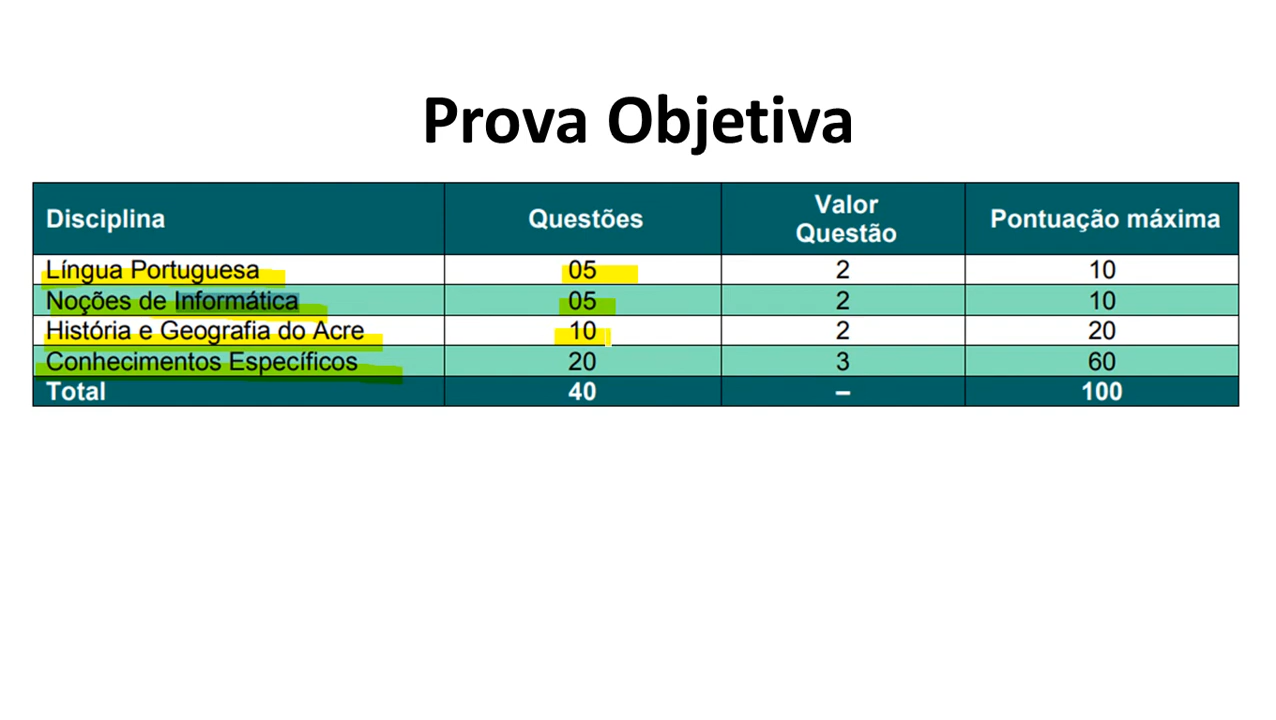 Prova Objetiva
Disciplina Questões Valor Questão Pontuação máxima
Língua Portuguesa 05 2 10
Noções de Informática 05 2 10
História e Geografia do Acre 10 2 20
Conhecimentos Específicos 20 3 60
Total 40 – 100